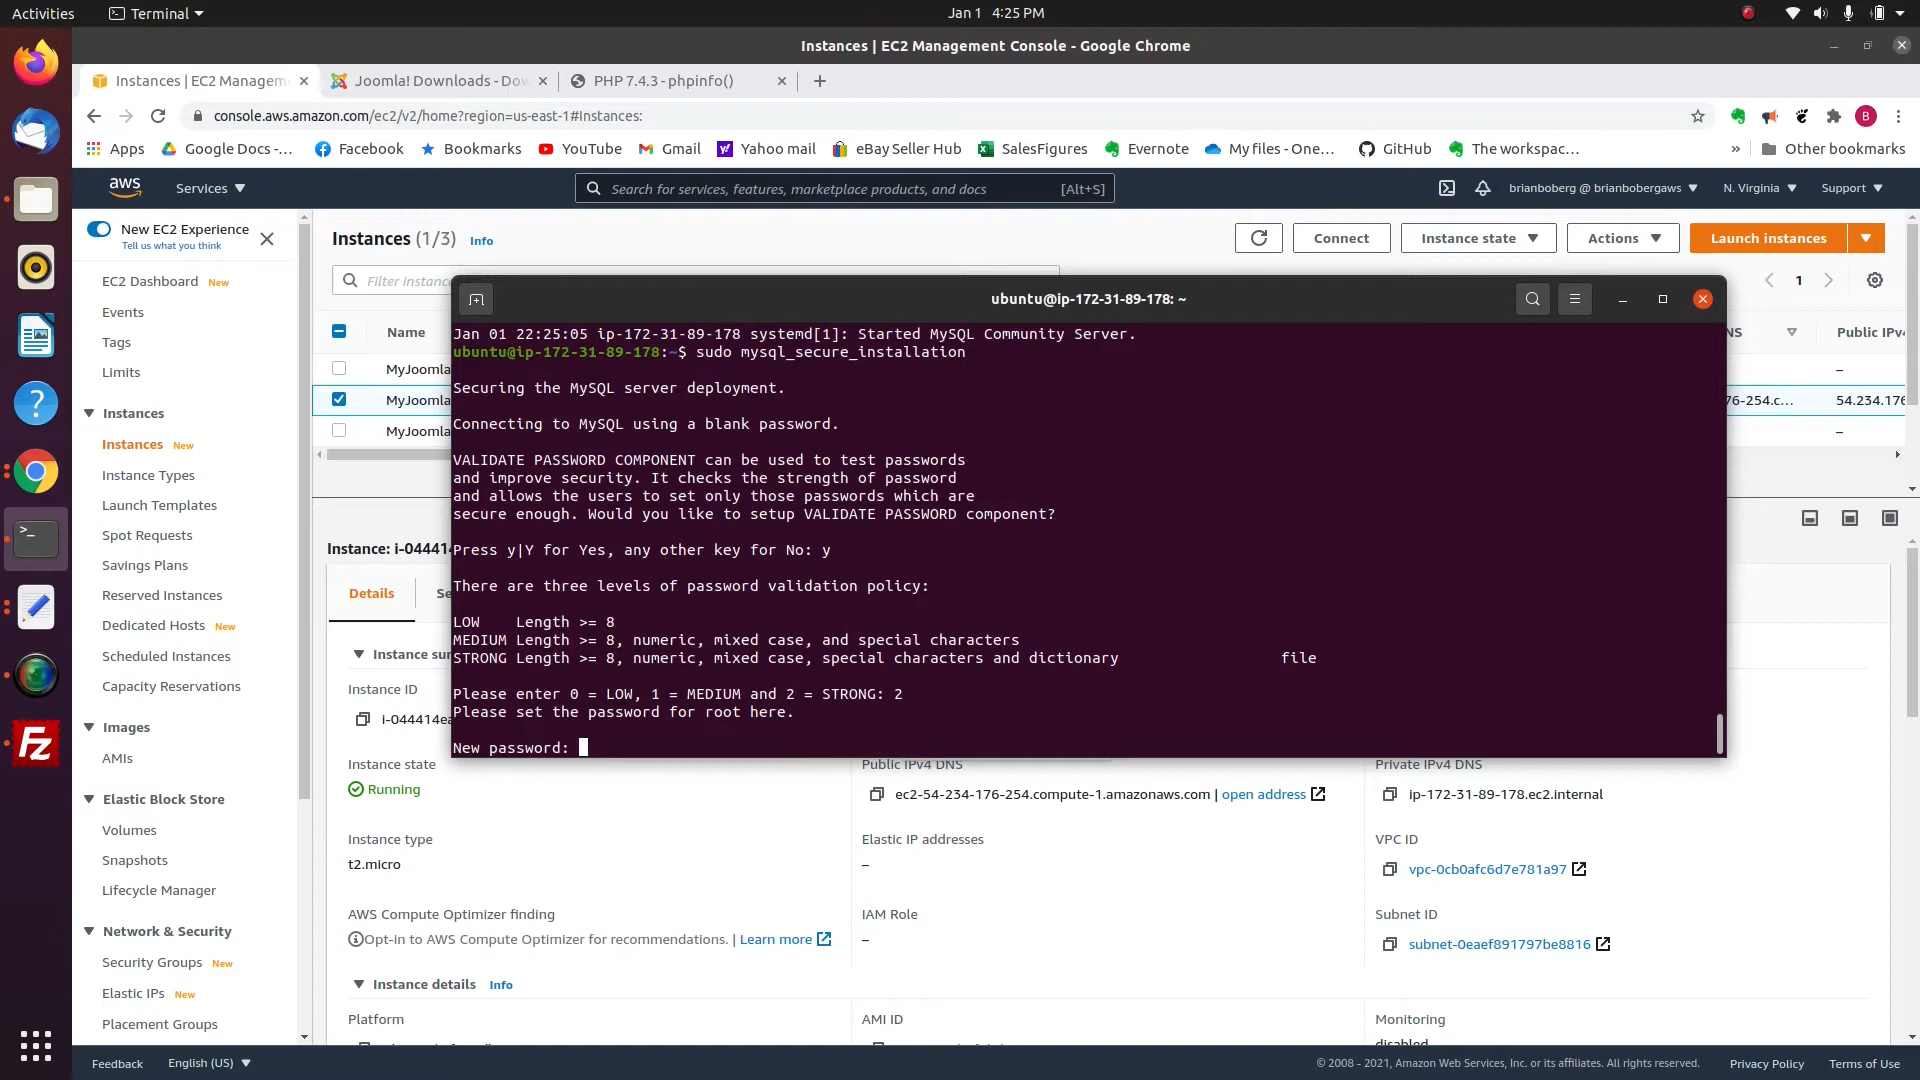 Activities
Terminal
Jan 1 4:25 PM
Instances | EC2 Management Console - Google Chrome
Instances | EC2 Managem
Joomla! Downloads - Dov
PHP 7.4.3 - phpinfo()
console.aws.amazon.com/ec2/v2/home?region=us-east-1#Instances:
Apps
Google Docs -...
Facebook
Bookmarks
YouTube
Gmail
Yahoo mail
eBay Seller Hub
SalesFigures
Evernote
My files - One...
GitHub
The workspac...
»
Other bookmarks
B
aws
Services
Search for services, features, marketplace products, and docs
[Alt+S]
brianboberg @ brianbobergaws
N. Virginia
Support
New EC2 Experience
Tell us what you think
EC2 Dashboard New
Events
Tags
Limits
Instances
Instances New
Instance Types
Launch Templates
Spot Requests
Savings Plans
Reserved Instances
Dedicated Hosts New
Scheduled Instances
Capacity Reservations
Images
AMIs
Elastic Block Store
Volumes
Snapshots
Lifecycle Manager
Network & Security
Security Groups New
Elastic IPs New
Placement Groups
Instances (1/3) Info
Connect
Instance state
Actions
Launch instances
Filter Instanc
1
Name
NS
Public IPv4
MyJoomla
–
MyJoomla
76-254.c...
54.234.176
MyJoomla
–
ubuntu@ip-172-31-89-178: ~
Jan 01 22:25:05 ip-172-31-89-178 systemd[1]: Started MySQL Community Server.
ubuntu@ip-172-31-89-178:~$ sudo mysql_secure_installation
Securing the MySQL server deployment.
Connecting to MySQL using a blank password.
VALIDATE PASSWORD COMPONENT can be used to test passwords
and improve security. It checks the strength of password
and allows the users to set only those passwords which are
secure enough. Would you like to setup VALIDATE PASSWORD component?
Press y|Y for Yes, any other key for No: y
There are three levels of password validation policy:
LOW    Length >= 8
MEDIUM Length >= 8, numeric, mixed case, and special characters
STRONG Length >= 8, numeric, mixed case, special characters and dictionary                  file
Please enter 0 = LOW, 1 = MEDIUM and 2 = STRONG: 2
Please set the password for root here.
New password:
Instance: i-04441
Details
Se
Instance su
Instance ID
i-044414e
Instance state
Running
Public IPv4 DNS
ec2-54-234-176-254.compute-1.amazonaws.com | open address
Private IPv4 DNS
ip-172-31-89-178.ec2.internal
Instance type
t2.micro
Elastic IP addresses
–
VPC ID
vpc-0cb0afc6d7e781a97
AWS Compute Optimizer finding
Opt-in to AWS Compute Optimizer for recommendations. | Learn more
IAM Role
–
Subnet ID
subnet-0eaef891797be8816
Instance details Info
Platform
AMI ID
Monitoring
disabled
Feedback
English (US)
© 2008 - 2021, Amazon Web Services, Inc. or its affiliates. All rights reserved.
Privacy Policy
Terms of Use